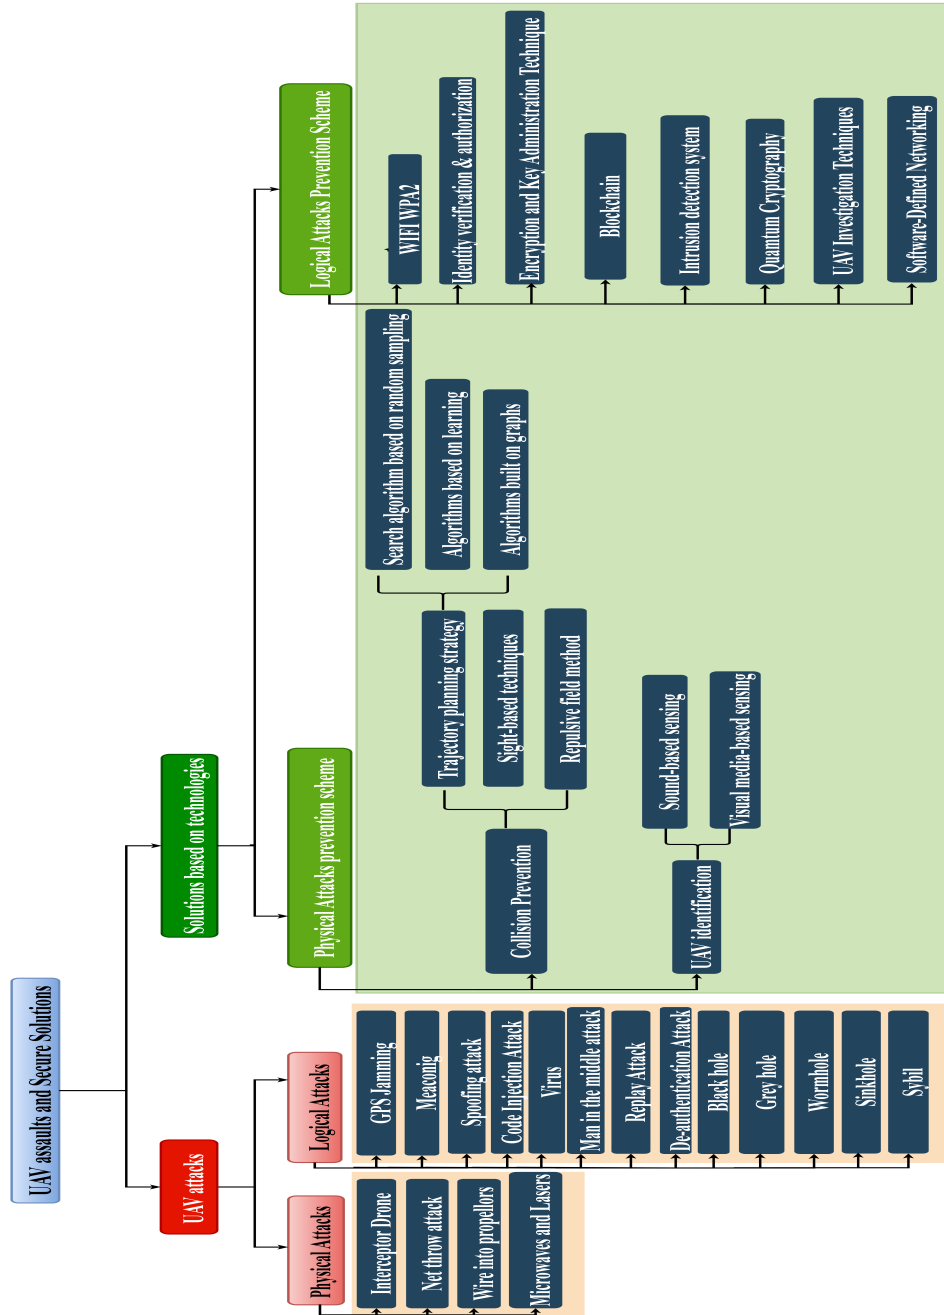 UAV assaults and Secure Solutions
UAV attacks
Physical Attacks
Interceptor Drone
Net throw attack
Wire into propellors
Microwaves and Lasers
Logical Attacks
GPS Jamming
Meaconig
Spoofing attack
Code Injection Attack
Virus
Man in the middle attack
Replay Attack
De-authentication Attack
Black hole
Grey hole
Wormhole
Sinkhole
Sybil
Solutions based on technologies
Physical Attacks prevention scheme
Collision Prevention
Trajectory planning strategy
Search algorithm based on random sampling
Algorithms based on learning
Algorithms built on graphs
Sight-based techniques
Repulsive field method
UAV identification
Sound-based sensing
Visual media-based sensing
Logical Attacks Prevention Scheme
WIFI WPA2
Identity verification & authorization
Encryption and Key Administration Technique
Blockchain
Intrusion detection system
Quantum Cryptography
UAV Investigation Techniques
Software-Defined Networking